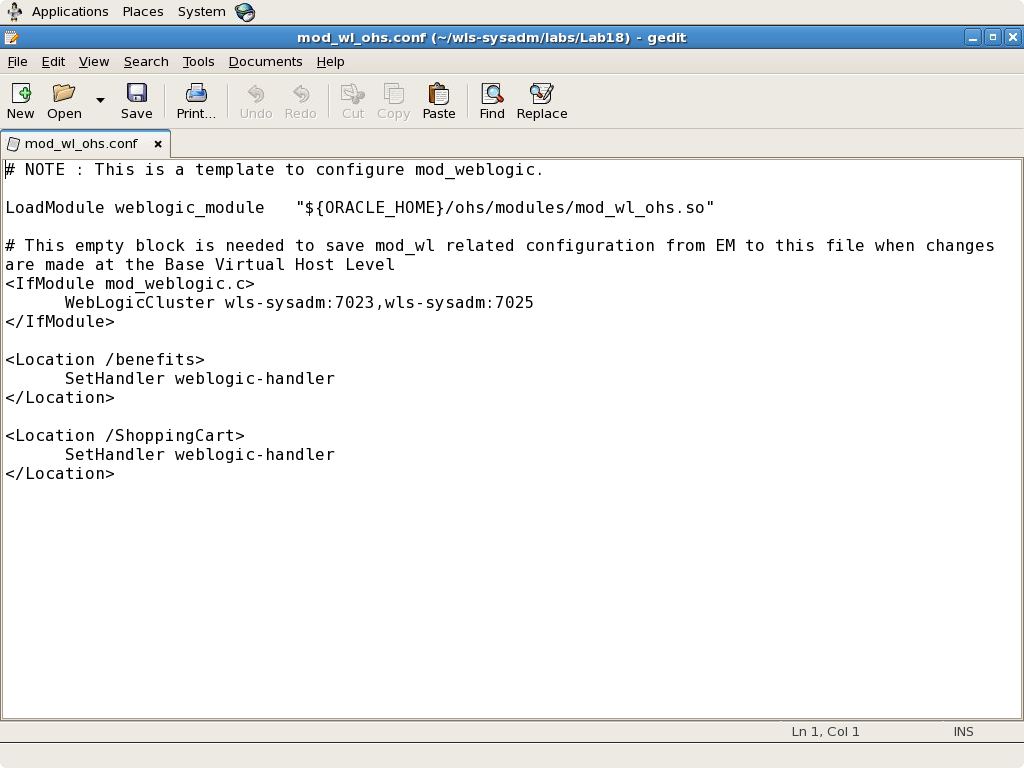 Applications Places System
mod_wl_ohs.conf (~/wls-sysadm/labs/Lab18) - gedit
File Edit View Search Tools Documents Help
New Open Save Print... Undo Redo Cut Copy Paste Find Replace
mod_wl_ohs.conf
# NOTE : This is a template to configure mod_weblogic.
LoadModule weblogic_module   "${ORACLE_HOME}/ohs/modules/mod_wl_ohs.so"
# This empty block is needed to save mod_wl related configuration from EM to this file when changes
are made at the Base Virtual Host Level
<IfModule mod_weblogic.c>
      WebLogicCluster wls-sysadm:7023,wls-sysadm:7025
</IfModule>
<Location /benefits>
      SetHandler weblogic-handler
</Location>
<Location /ShoppingCart>
      SetHandler weblogic-handler
</Location>
Ln 1, Col 1 INS